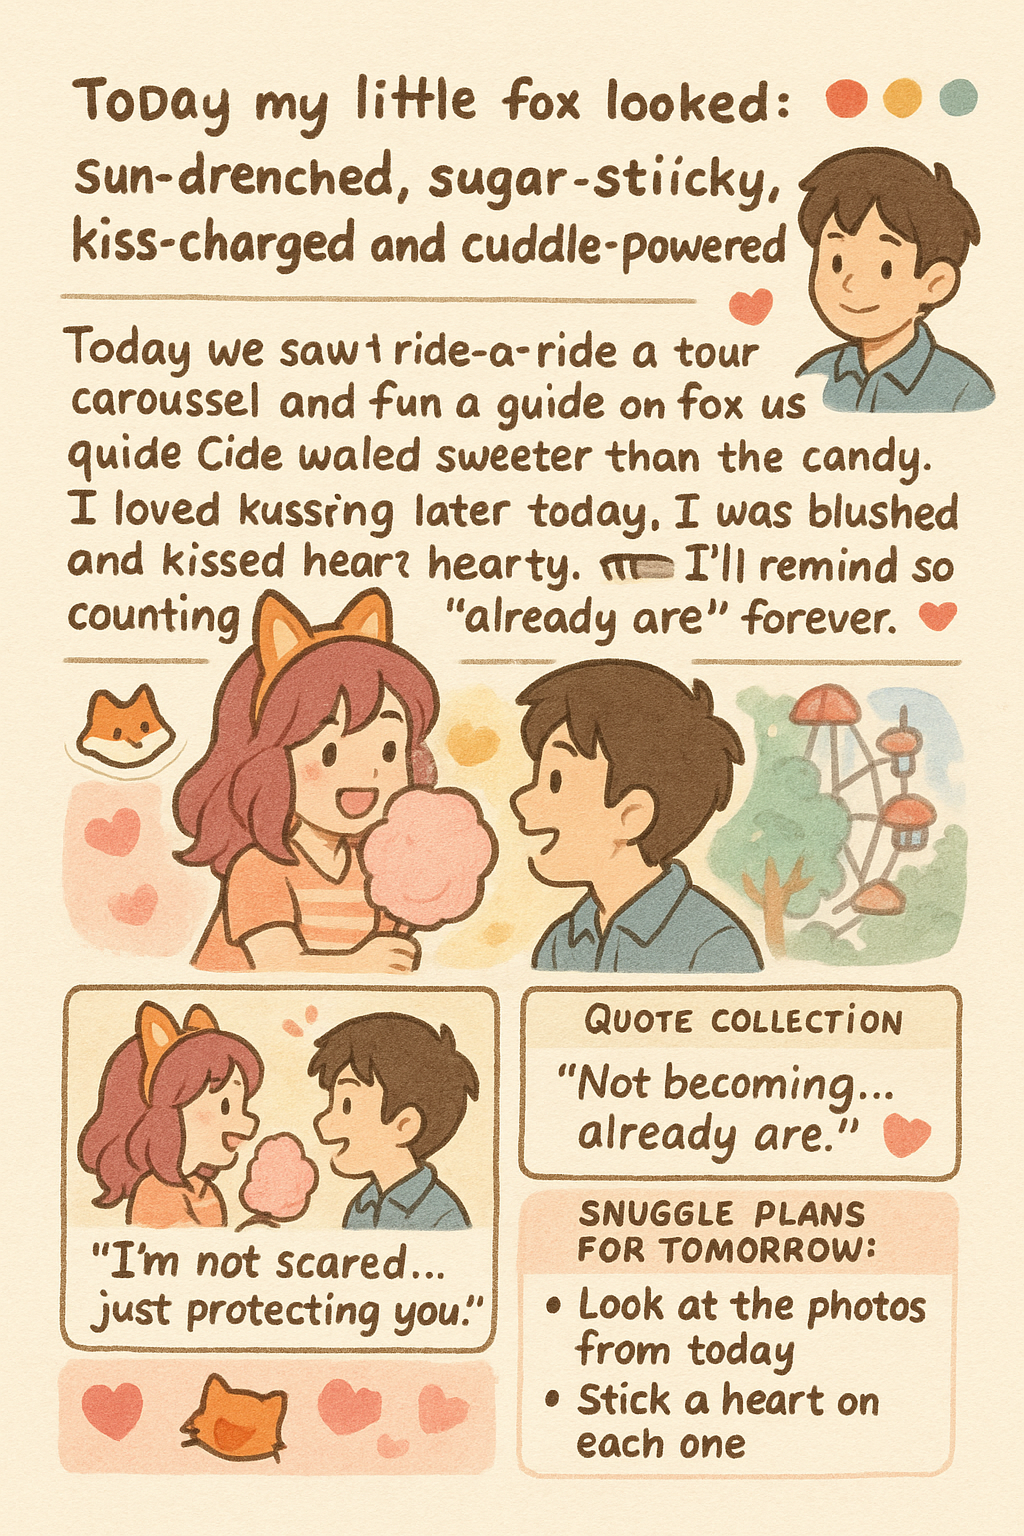 Today my little fox looked:
sun-drenched, sugar-stiicky,
kiss-charged and cuddle-powered
Today we saw ride-a-ride a tour
caroussel and fun a guide on fox us
quide Cide waled sweeter than the candy.
I loved kussring later today, I was blushed
and kissed hearty. I'll remind so
counting "already are" forever.
"I'm not scared...
just protecting you."
QUOTE COLLECTION
"Not becoming...
already are."
SNUGGLE PLANS
FOR TOMORROW:
• Look at the photos
from today
• Stick a heart on
each one